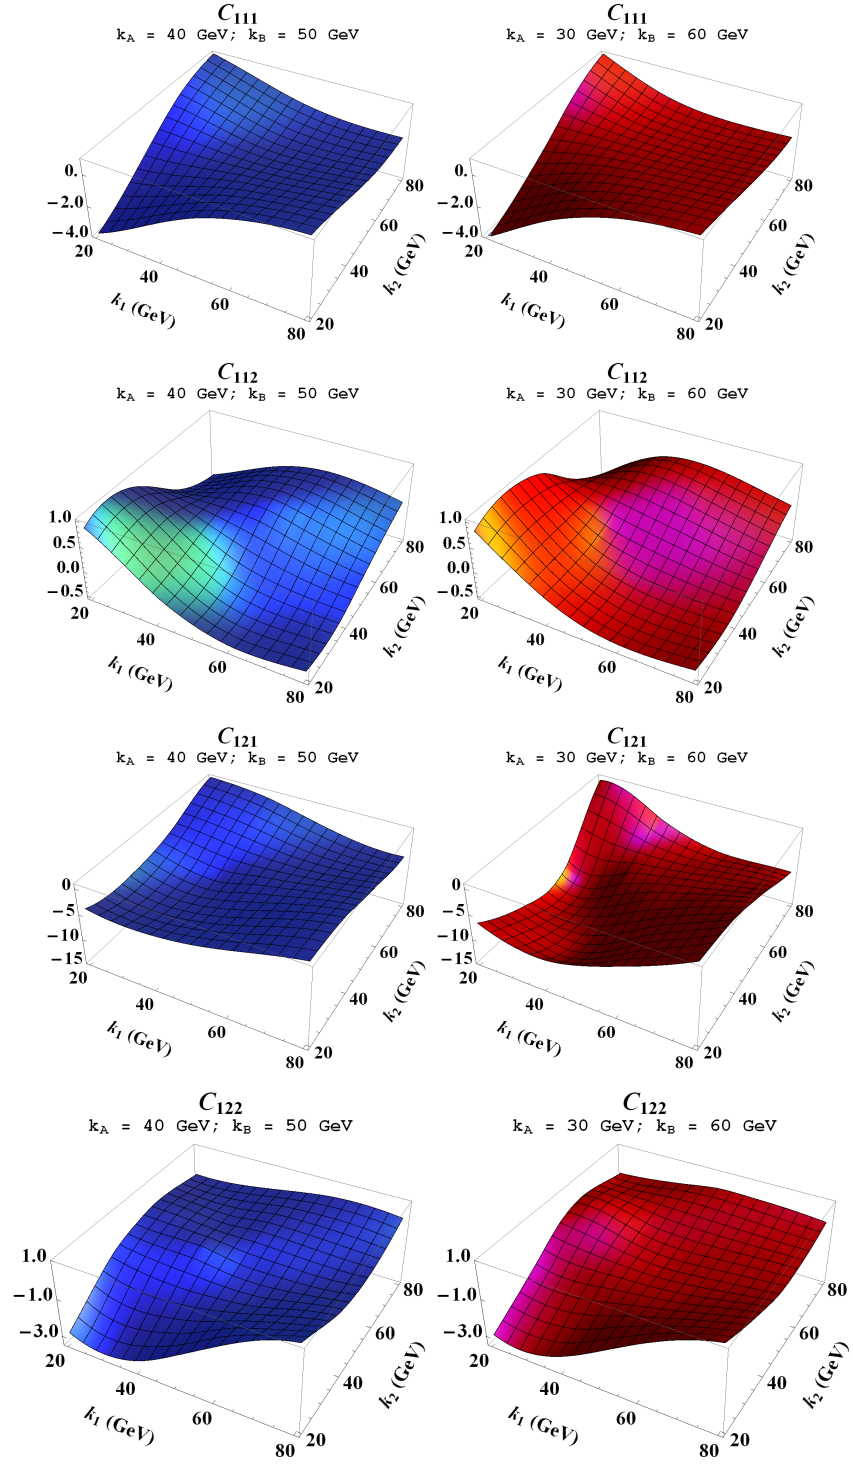 C111
kA = 40 GeV; kB = 50 GeV
0.
−2.0
−4.0
20
40
60
80
k1 (GeV)
20
40
60
80
k2 (GeV)
C111
kA = 30 GeV; kB = 60 GeV
0.
−2.0
−4.0
20
40
60
80
k1 (GeV)
20
40
60
80
k2 (GeV)
C112
kA = 40 GeV; kB = 50 GeV
1.0
0.5
0.0
−0.5
20
40
60
80
k1 (GeV)
20
40
60
80
k2 (GeV)
C112
kA = 30 GeV; kB = 60 GeV
1.0
0.5
0.0
−0.5
20
40
60
80
k1 (GeV)
20
40
60
80
k2 (GeV)
C121
kA = 40 GeV; kB = 50 GeV
0
−5
−10
−15
20
40
60
80
k1 (GeV)
20
40
60
80
k2 (GeV)
C121
kA = 30 GeV; kB = 60 GeV
0
−5
−10
−15
20
40
60
80
k1 (GeV)
20
40
60
80
k2 (GeV)
C122
kA = 40 GeV; kB = 50 GeV
1.0
−1.0
−3.0
20
40
60
80
k1 (GeV)
20
40
60
80
k2 (GeV)
C122
kA = 30 GeV; kB = 60 GeV
1.0
−1.0
−3.0
20
40
60
80
k1 (GeV)
20
40
60
80
k2 (GeV)